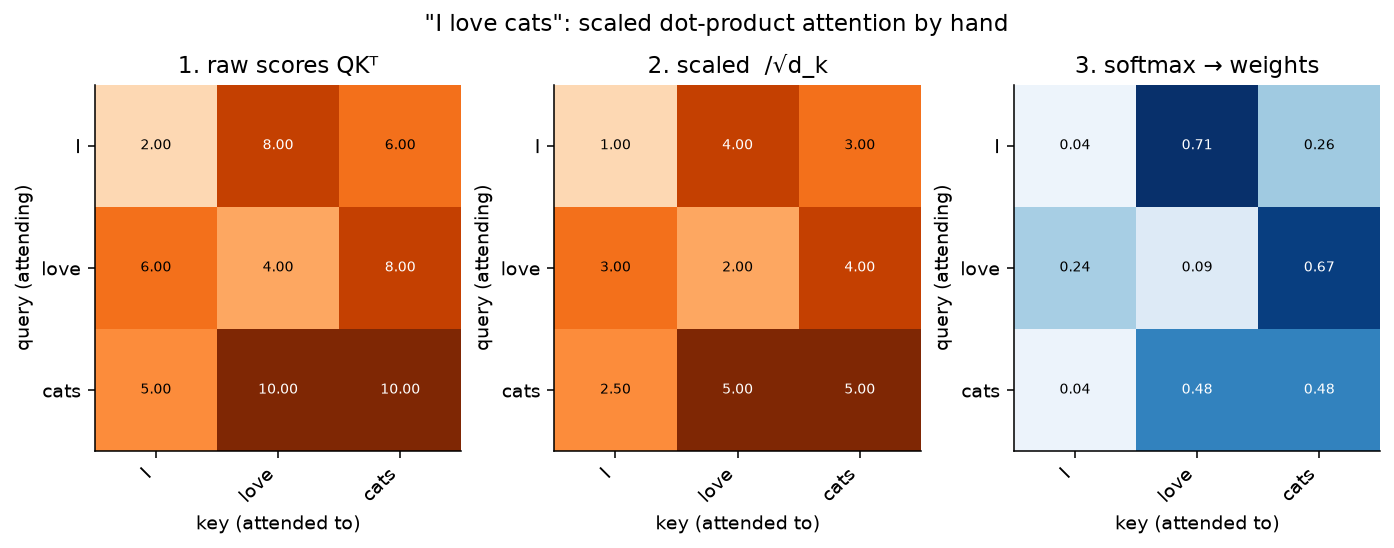 "I love cats": scaled dot-product attention by hand
1. raw scores QKᵀ
query (attending)
I 2.00 8.00 6.00
love 6.00 4.00 8.00
cats 5.00 10.00 10.00
I love cats
key (attended to)
2. scaled /√d_k
query (attending)
I 1.00 4.00 3.00
love 3.00 2.00 4.00
cats 2.50 5.00 5.00
I love cats
key (attended to)
3. softmax → weights
query (attending)
I 0.04 0.71 0.26
love 0.24 0.09 0.67
cats 0.04 0.48 0.48
I love cats
key (attended to)